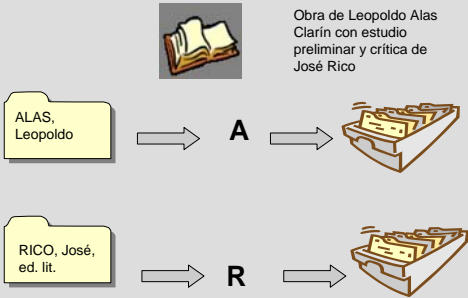 Obra de Leopoldo Alas
Clarín con estudio
preliminar y crítica de
José Rico
ALAS,
Leopoldo
A
RICO, José,
ed. lit.
R